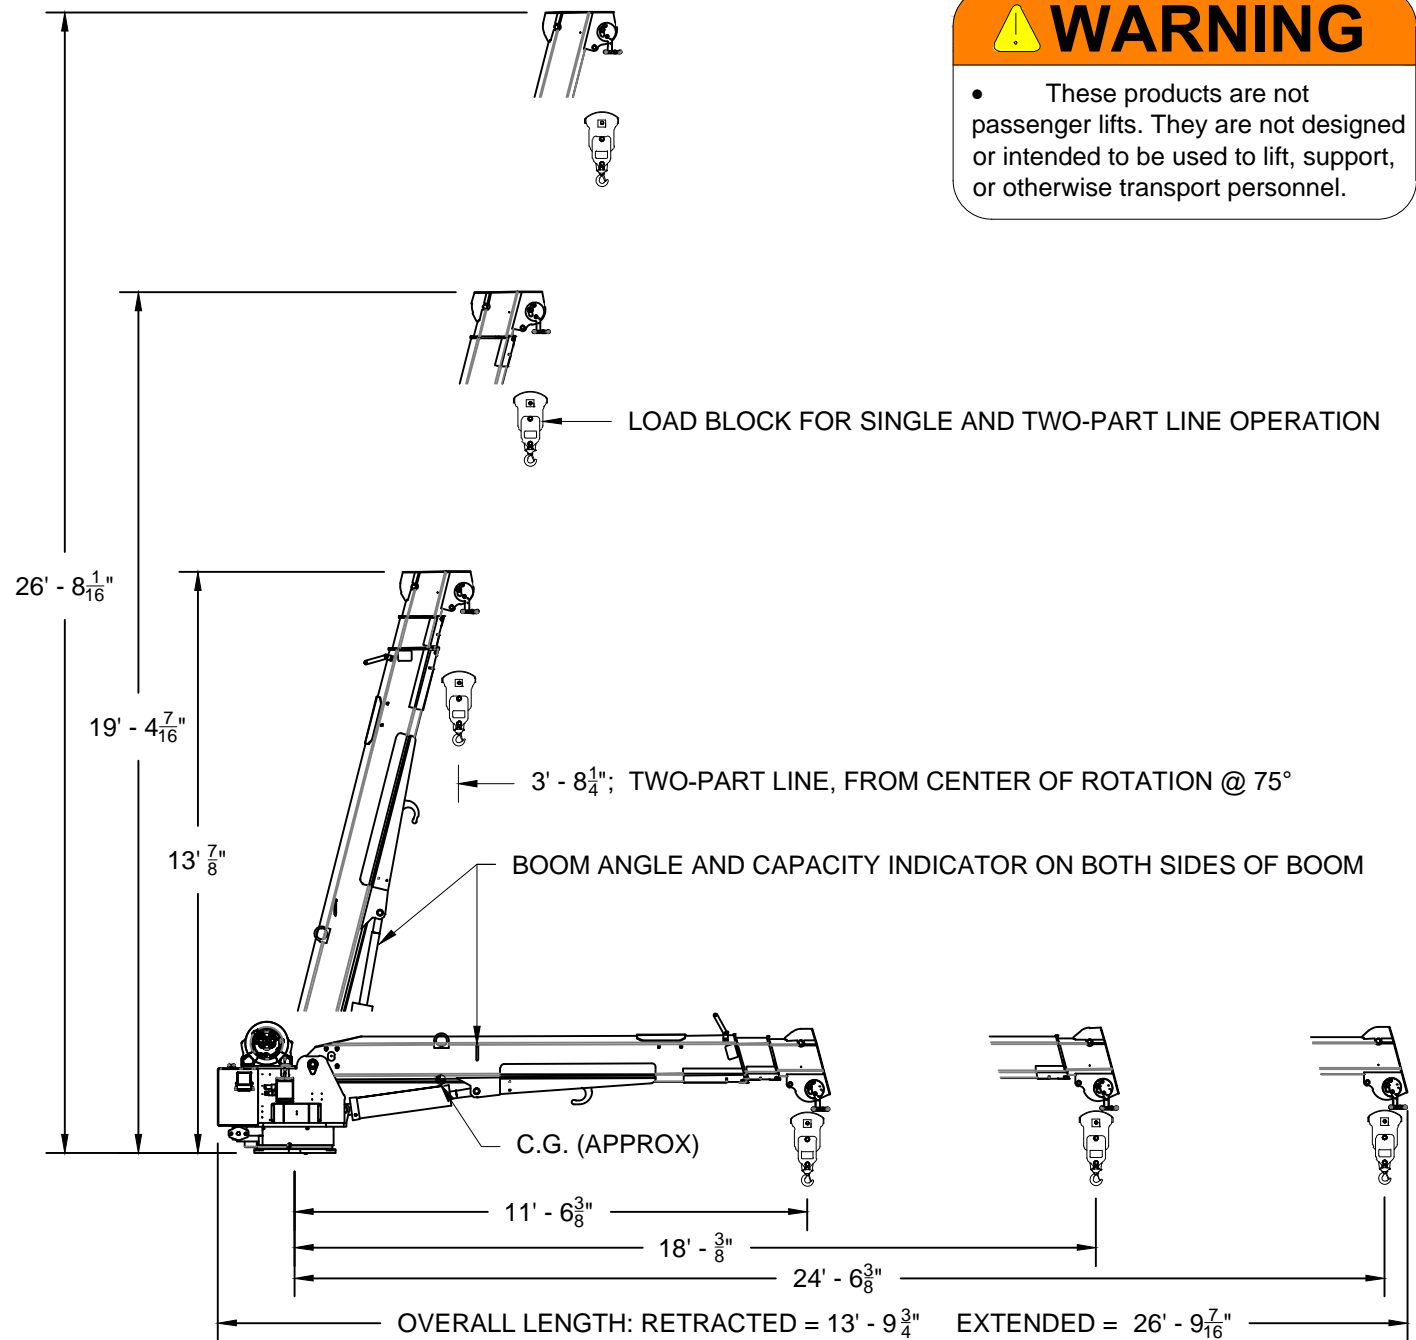 WARNING
• These products are not
passenger lifts. They are not designed
or intended to be used to lift, support,
or otherwise transport personnel.
LOAD BLOCK FOR SINGLE AND TWO-PART LINE OPERATION
26' - 8 1/16"
19' - 4 7/16"
3' - 8 1/4"; TWO-PART LINE, FROM CENTER OF ROTATION @ 75°
13' 7/8"
BOOM ANGLE AND CAPACITY INDICATOR ON BOTH SIDES OF BOOM
C.G. (APPROX)
11' - 6 3/8"
18' - 3/8"
24' - 6 3/8"
OVERALL LENGTH: RETRACTED = 13' - 9 3/4" EXTENDED = 26' - 9 7/16"